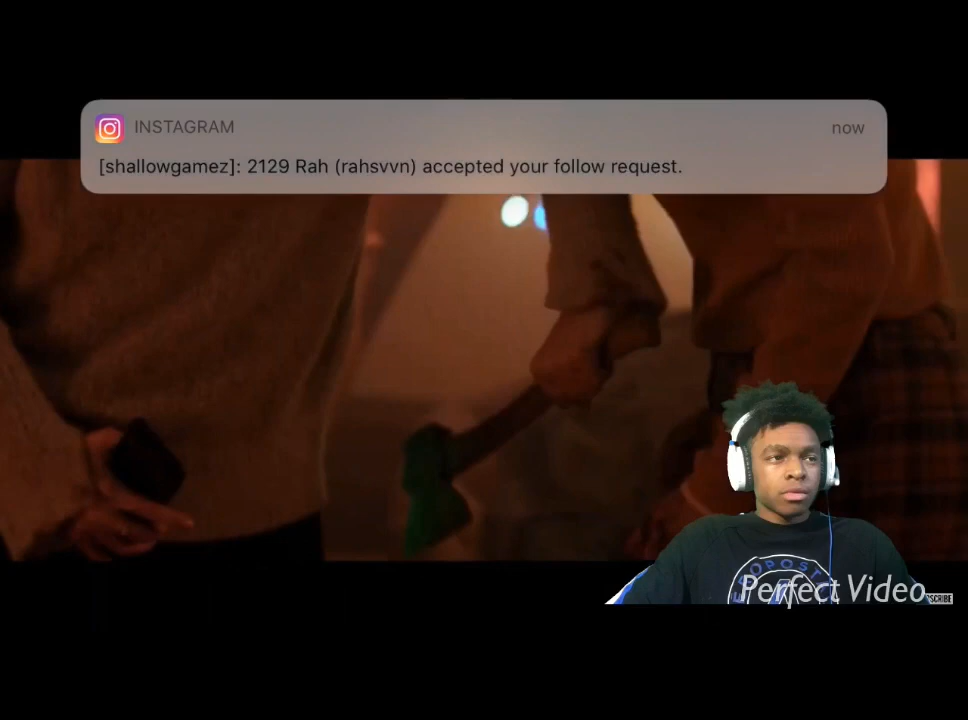 INSTAGRAM
now
[shallowgamez]: 2129 Rah (rahsvvn) accepted your follow request.
Perfect Video